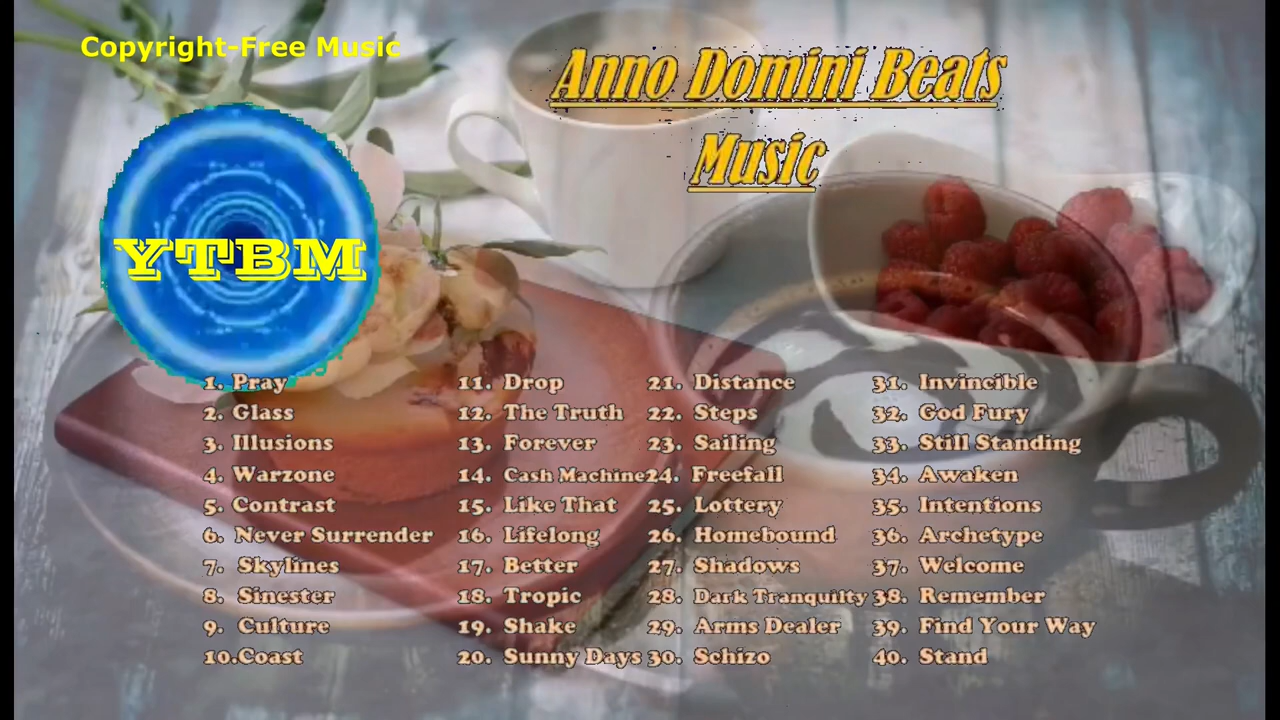 Copyright-Free Music
Anno Domini Beats
Music
YTBM
1. Pray
2. Glass
3. Illusions
4. Warzone
5. Contrast
6. Never Surrender
7. Skylines
8. Sinester
9. Culture
10.Coast
11. Drop
12. The Truth
13. Forever
14. Cash Machine
15. Like That
16. Lifelong
17. Better
18. Tropic
19. Shake
20. Sunny Days
21. Distance
22. Steps
23. Sailing
24. Freefall
25. Lottery
26. Homebound
27. Shadows
28. Dark Tranquilty
29. Arms Dealer
30. Schizo
31. Invincible
32. God Fury
33. Still Standing
34. Awaken
35. Intentions
36. Archetype
37. Welcome
38. Remember
39. Find Your Way
40. Stand